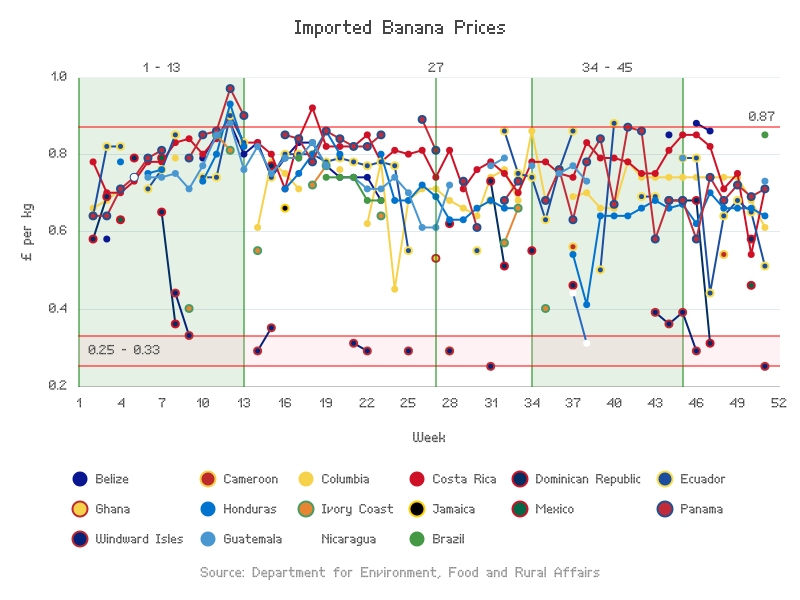 Imported Banana Prices
1 - 13 27 34 - 45
1.0
0.87
0.8
£ per kg
0.6
0.4
0.25 - 0.33
0.2
1 4 7 10 13 16 19 22 25 28 31 34 37 40 43 46 49 52
Week
Belize Cameroon Columbia Costa Rica Dominican Republic Ecuador
Ghana Honduras Ivory Coast Jamaica Mexico Panama
Windward Isles Guatemala Nicaragua Brazil
Source: Department for Environment, Food and Rural Affairs